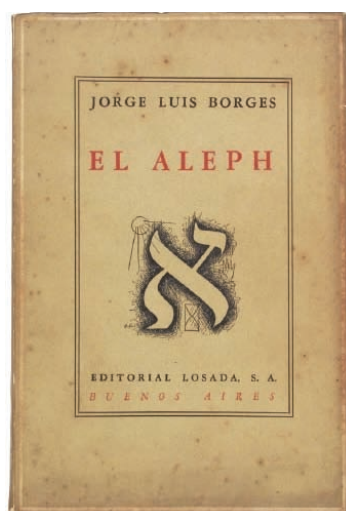 JORGE LUIS BORGES
EL ALEPH
א
EDITORIAL LOSADA, S. A.
BUENOS AIRES